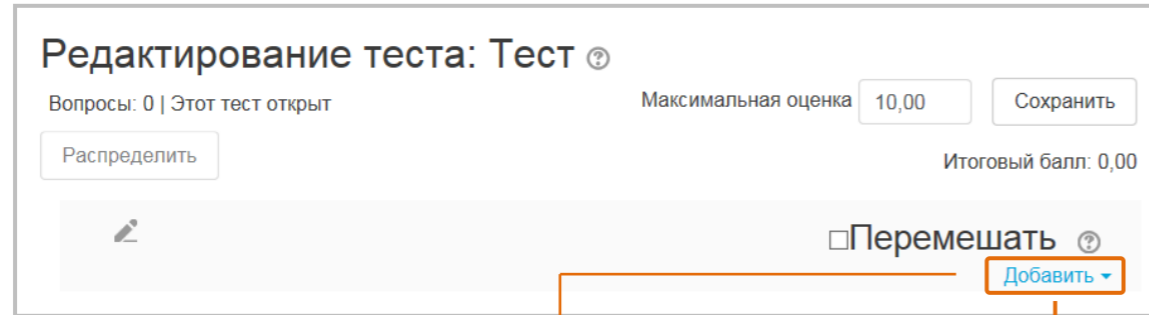 Редактирование теста: Тест
Вопросы: 0 | Этот тест открыт
Максимальная оценка 10,00 Сохранить
Распределить
Итоговый балл: 0,00
Перемешать
Добавить